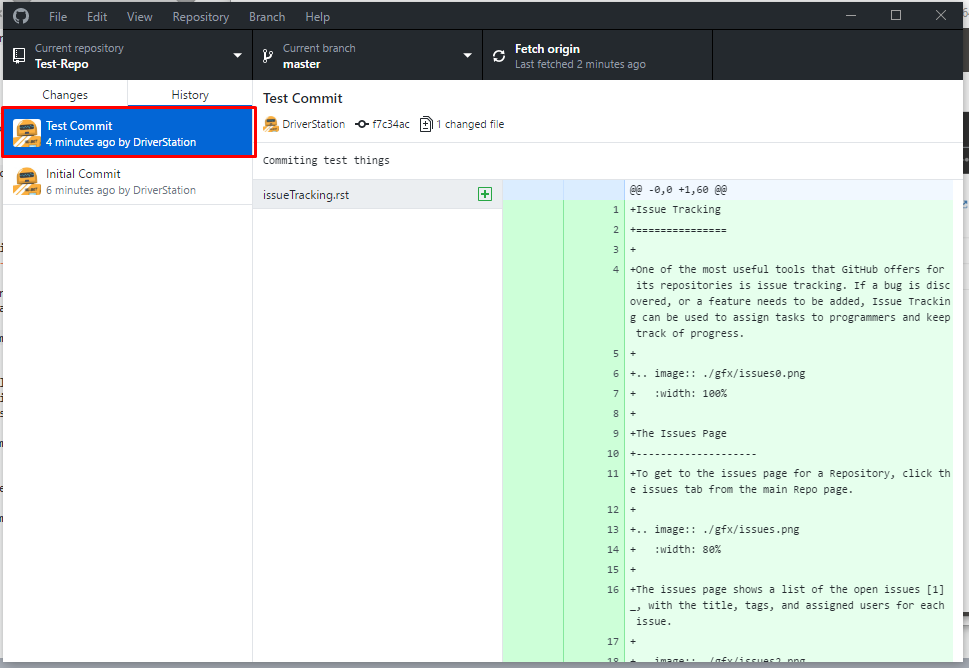 File Edit View Repository Branch Help
Current repository
Test-Repo
Current branch
master
Fetch origin
Last fetched 2 minutes ago
Changes History
Test Commit
4 minutes ago by DriverStation
Initial Commit
6 minutes ago by DriverStation
Test Commit
DriverStation f7c34ac 1 changed file
Commiting test things
issueTracking.rst
@@ -0,0 +1,60 @@
1 +Issue Tracking
2 +===============
3 +
4 +One of the most useful tools that GitHub offers for
its repositories is issue tracking. If a bug is disc
overed, or a feature needs to be added, Issue Trackin
g can be used to assign tasks to programmers and keep
track of progress.
5 +
6 +.. image:: ./gfx/issues0.png
7 + :width: 100%
8 +
9 +The Issues Page
10 +--------------------
11 +To get to the issues page for a Repository, click th
e issues tab from the main Repo page.
12 +
13 +.. image:: ./gfx/issues.png
14 + :width: 80%
15 +
16 +The issues page shows a list of the open issues [1]
_, with the title, tags, and assigned users for each
issue.
17 +
18 +.. image:: ./gfx/issues2.png